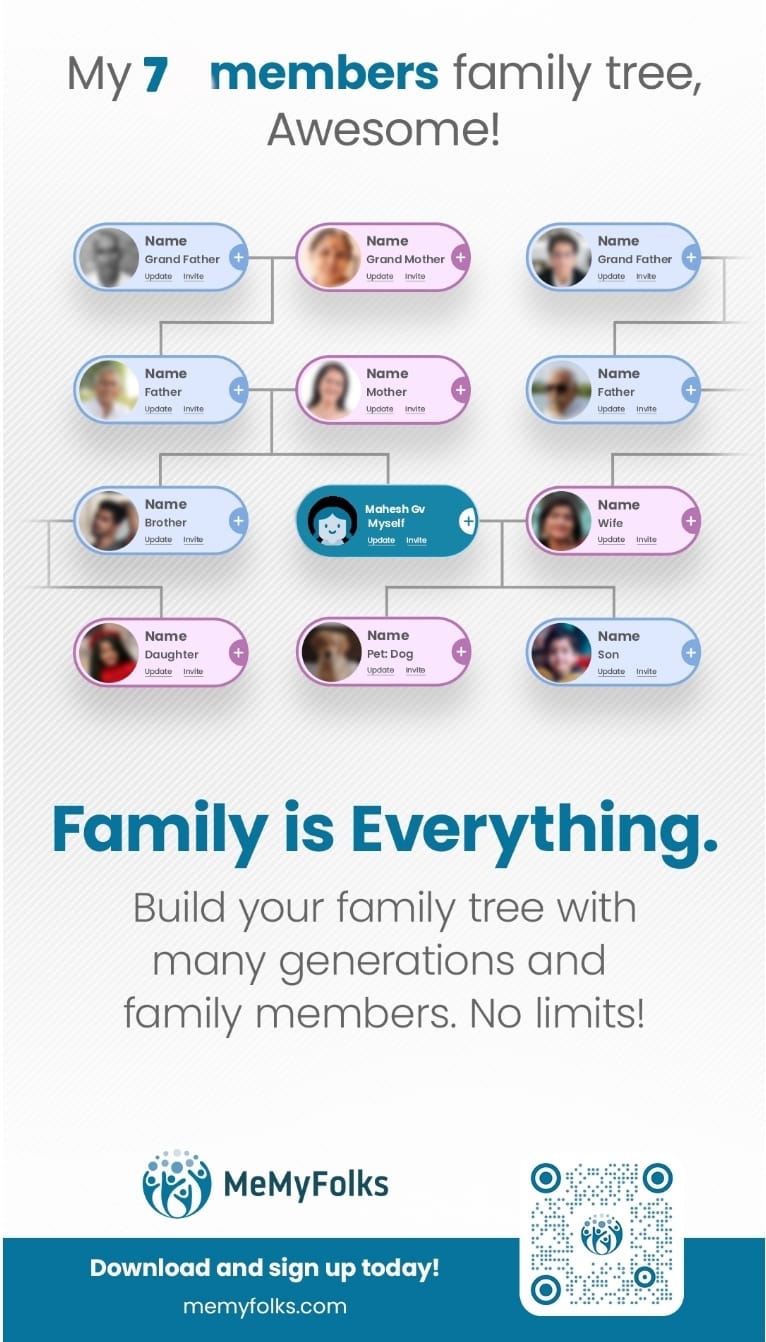 My 7 members family tree,
Awesome!
Name
Grand Father
Update Invite
Name
Grand Mother
Update Invite
Name
Grand Father
Update Invite
Name
Father
Update Invite
Name
Mother
Update Invite
Name
Father
Update Invite
Name
Brother
Update Invite
Mahesh Gv
Myself
Update Invite
Name
Wife
Update Invite
Name
Daughter
Update Invite
Name
Pet: Dog
Update Invite
Name
Son
Update Invite
Family is Everything.
Build your family tree with
many generations and
family members. No limits!
MeMyFolks
Download and sign up today!
memyfolks.com